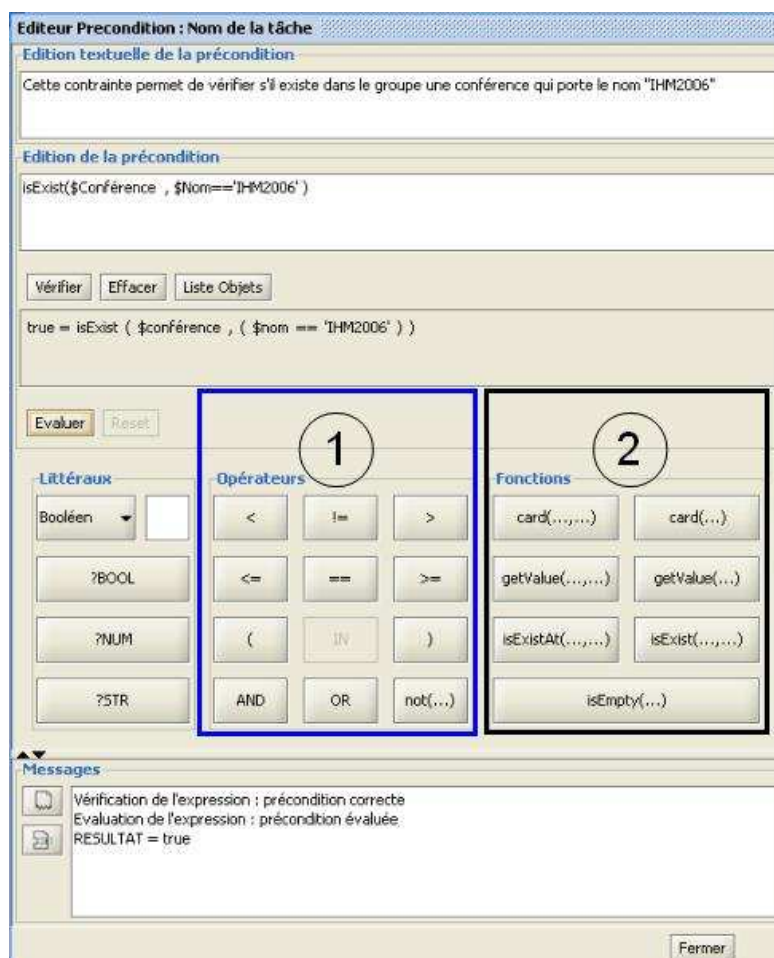 Editeur Precondition : Nom de la tâche
Edition textuelle de la précondition
Cette contrainte permet de vérifier s'il existe dans le groupe une conférence qui porte le nom "IHM2006"
Edition de la précondition
isExist($Conférence , $Nom=='IHM2006' )
Vérifier Effacer Liste Objets
true = isExist ( $conférence , ( $nom == 'IHM2006' ) )
Evaluer Reset
1 2
Littéraux Opérateurs Fonctions
Booléen < != > card(...,...) card(...)
?BOOL <= == >= getValue(...,...) getValue(...)
?NUM ( IN ) isExistAt(...,...) isExist(...,...)
?STR AND OR not(...) isEmpty(...)
Messages
Vérification de l'expression : précondition correcte
Evaluation de l'expression : précondition évaluée
RESULTAT = true
Fermer